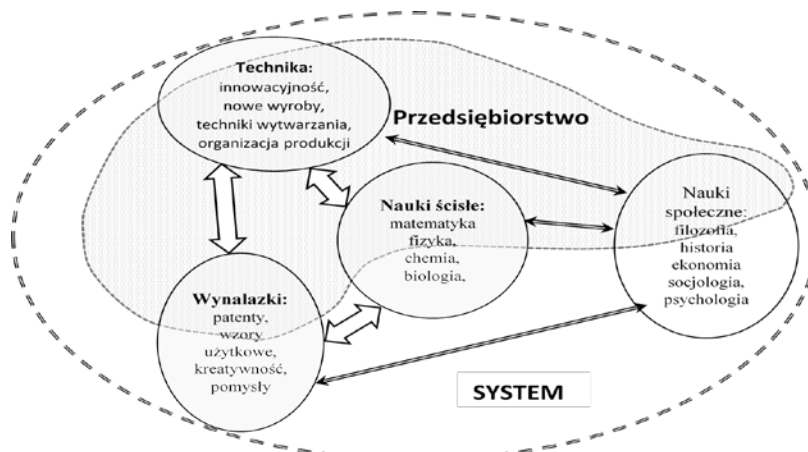 Technika:
innowacyjność,
nowe wyroby,
techniki wytwarzania,
organizacja produkcji
Przedsiębiorstwo
Nauki ścisłe:
matematyka
fizyka,
chemia,
biologia,
Nauki
społeczne:
filozofia,
historia
ekonomia
socjologia,
psychologia
Wynalazki:
patenty,
wzory
użytkowe,
kreatywność,
pomysły
SYSTEM